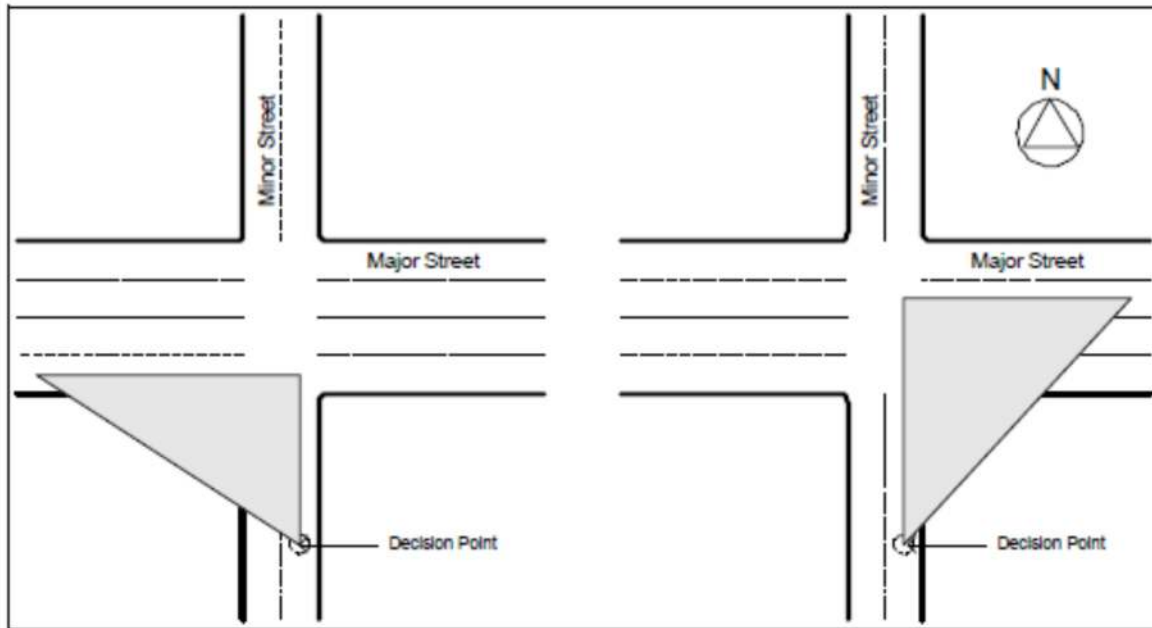 Minor Street
Minor Street
N
Major Street
Major Street
Decision Point
Decision Point